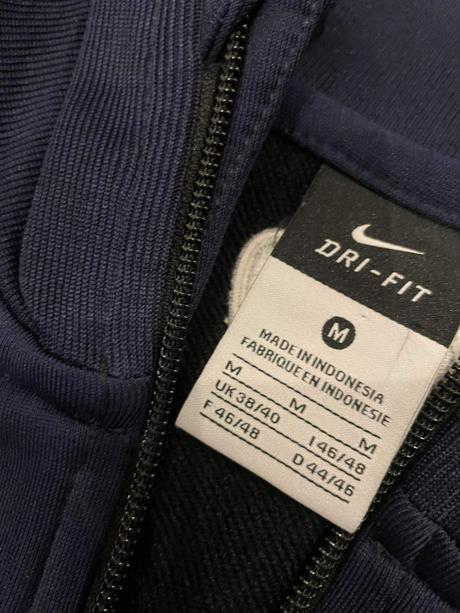 DRI-FIT
M
MADE IN INDONESIA
FABRIQUE EN INDONESIE
M M M
UK 38/40 I 46/48
F 46/48 D 44/46